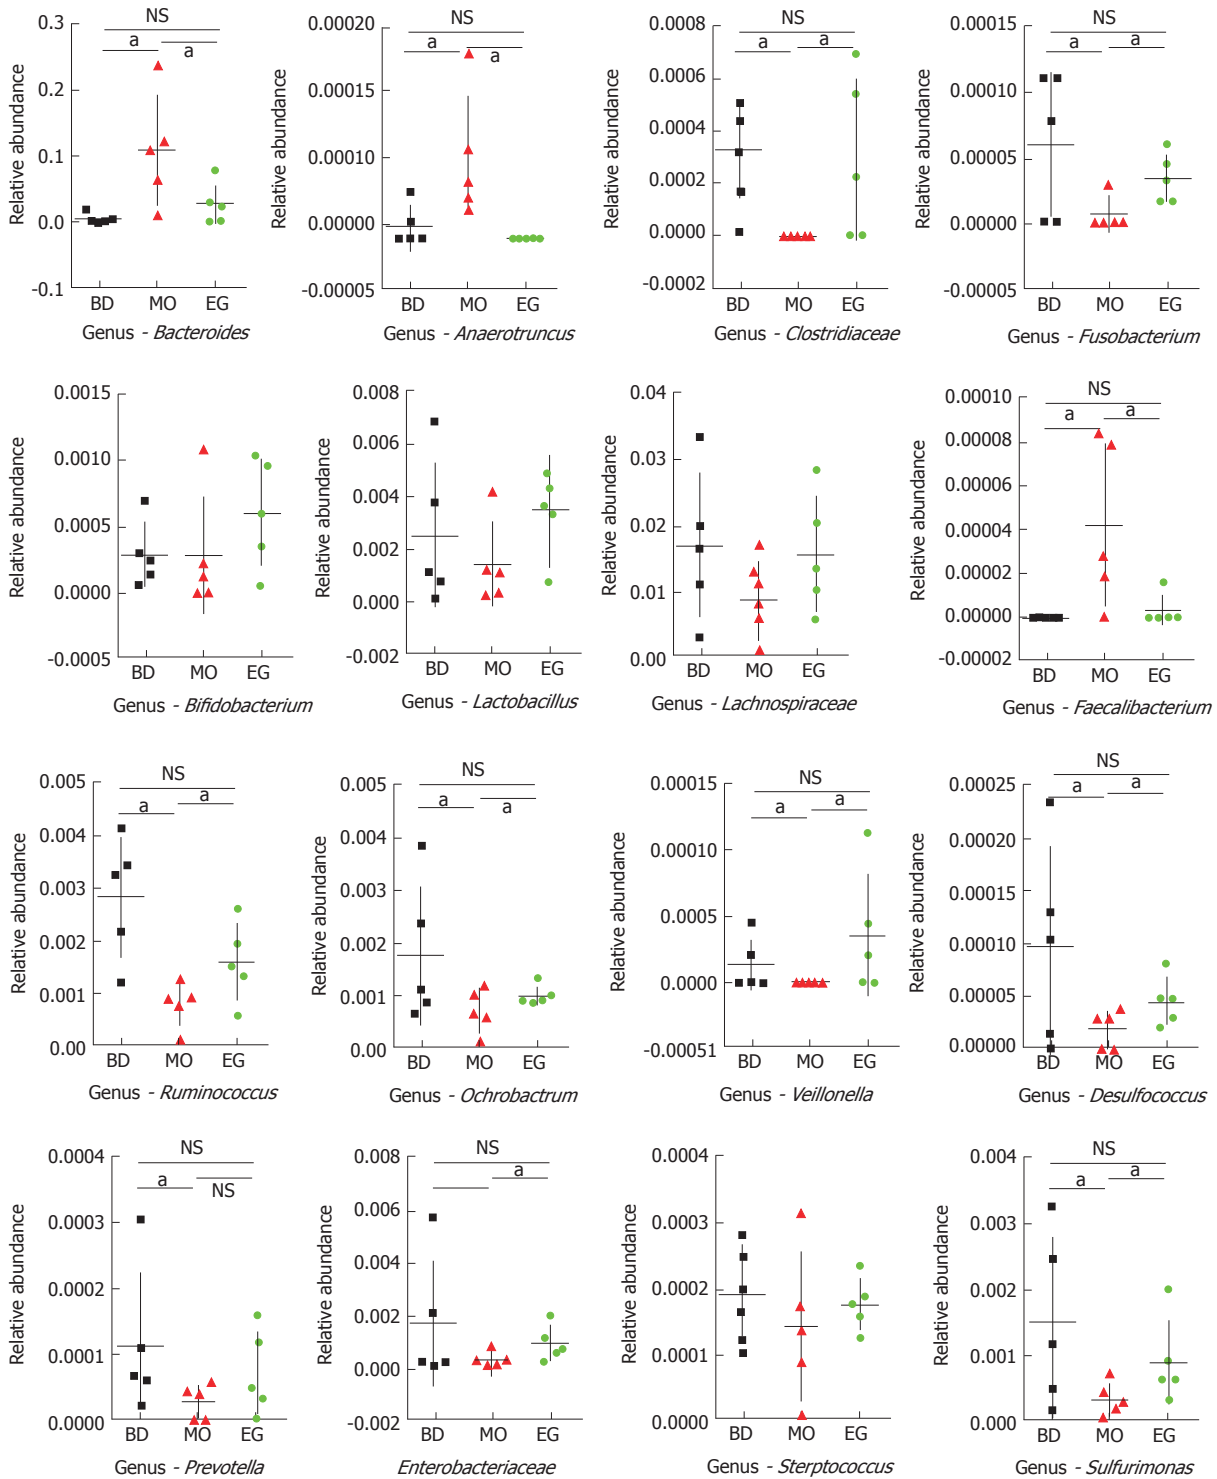 NS
a
a
0.3
0.2
0.1
0.0
-0.1
Relative abundance
BD MO EG
Genus - Bacteroides
NS
a
a
0.00020
0.00015
0.00010
0.00000
-0.00005
Relative abundance
BD MO EG
Genus - Anaerotruncus
NS
a
a
0.0008
0.0006
0.0004
0.0002
0.0000
-0.0002
Relative abundance
BD MO EG
Genus - Clostridiaceae
NS
a
a
0.00015
0.00010
0.00005
0.00000
-0.00005
Relative abundance
BD MO EG
Genus - Fusobacterium
0.0015
0.0010
0.0005
0.0000
-0.0005
Relative abundance
BD MO EG
Genus - Bifidobacterium
0.008
0.006
0.004
0.002
0.000
-0.002
Relative abundance
BD MO EG
Genus - Lactobacillus
0.04
0.03
0.02
0.01
0.00
Relative abundance
BD MO EG
Genus - Lachnospiraceae
NS
a
a
0.00010
0.00008
0.00004
0.00002
0.00000
-0.00002
Relative abundance
BD MO EG
Genus - Faecalibacterium
NS
a
a
0.005
0.004
0.003
0.002
0.001
0.00
Relative abundance
BD MO EG
Genus - Ruminococcus
NS
a
a
0.005
0.004
0.003
0.002
0.001
0.00
Relative abundance
BD MO EG
Genus - Ochrobactrum
NS
a
a
0.00015
0.00010
0.0005
0.0000
-0.00051
Relative abundance
BD MO EG
Genus - Veillonella
NS
a
a
0.00025
0.00020
0.00015
0.00010
0.00005
0.00000
Relative abundance
BD MO EG
Genus - Desulfococcus
NS
a
NS
0.0004
0.0003
0.0002
0.0001
0.0000
Relative abundance
BD MO EG
Genus - Prevotella
NS
a
0.008
0.006
0.004
0.002
0.000
-0.002
Relative abundance
BD MO EG
Enterobacteriaceae
0.0004
0.0003
0.0002
0.0001
0.0000
Relative abundance
BD MO EG
Genus - Sterptococcus
NS
a
a
0.004
0.003
0.002
0.001
0.000
Relative abundance
BD MO EG
Genus - Sulfurimonas